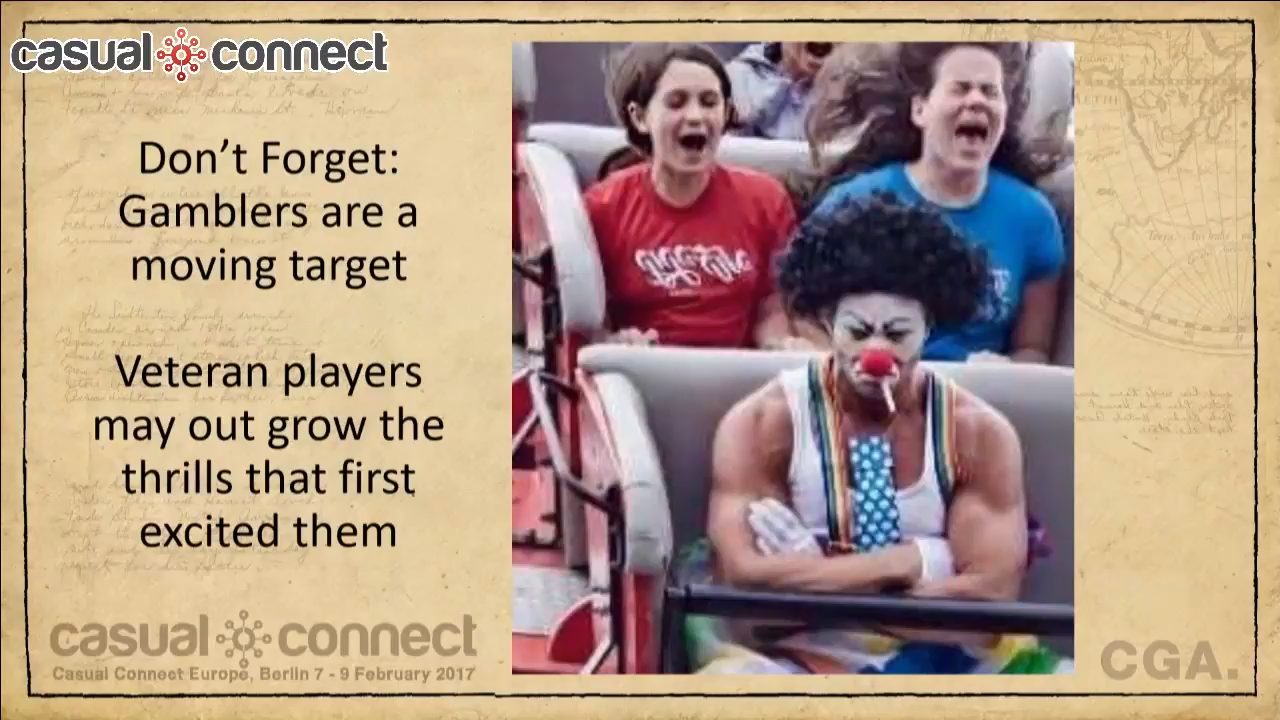 casual connect
Don't Forget:
Gamblers are a
moving target
Veteran players
may out grow the
thrills that first
excited them
casual connect
Casual Connect Europe, Berlin 7 - 9 February 2017
CGA.